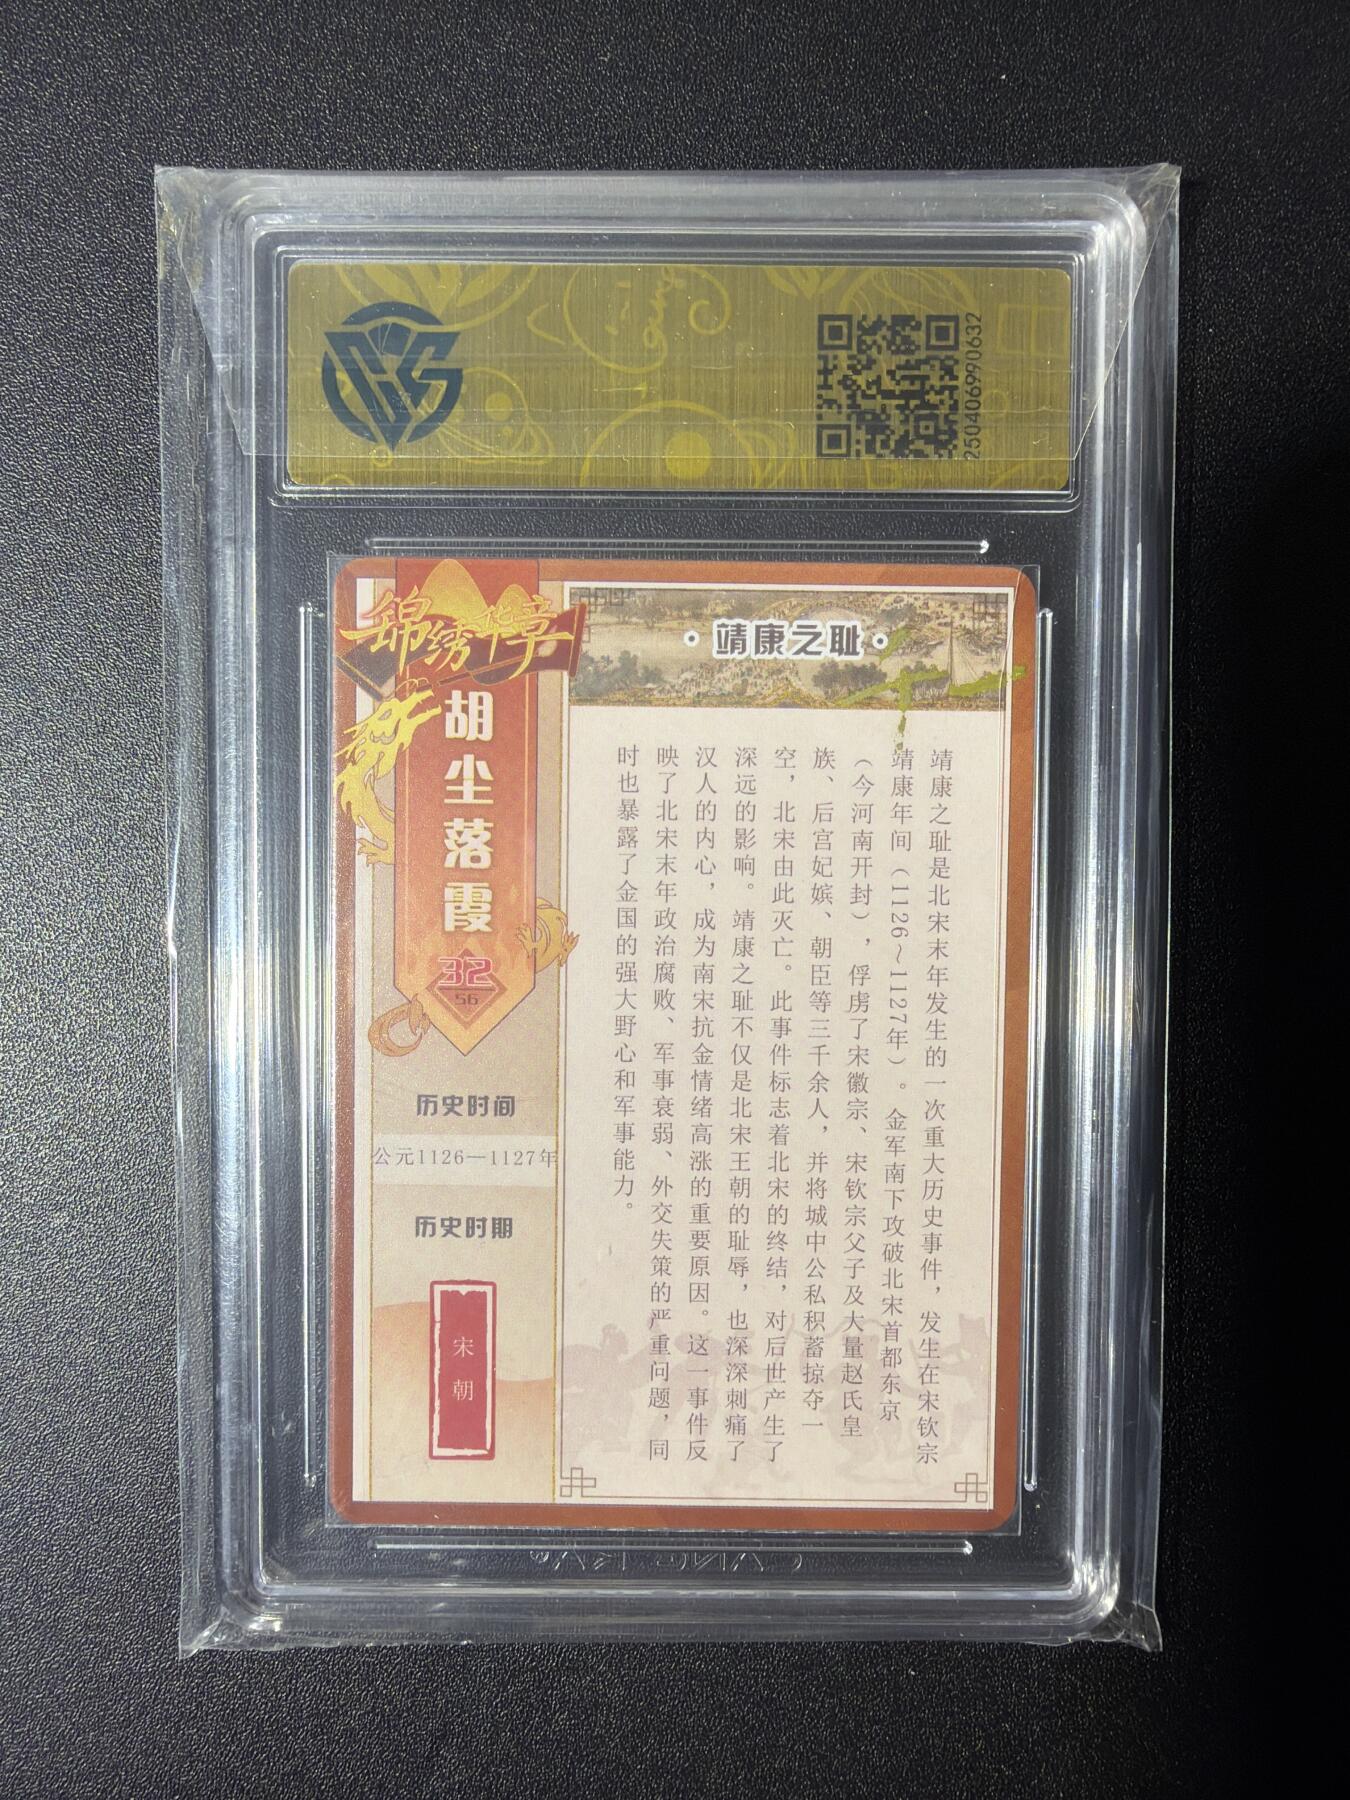 250406990632
锦绣华章
胡尘落霞
32
56
历史时间
公元1126—1127年
历史时期
宋朝
·靖康之耻·
靖康之耻是北宋末年发生的一次重大历史事件，发生在宋钦宗
靖康年间（1126～1127年）。金军南下攻破北宋首都东京
（今河南开封），俘虏了宋徽宗、宋钦宗父子及大量赵氏皇
族、后宫妃嫔、朝臣等三千余人，并将城中公私积蓄掠夺一
空，北宋由此灭亡。此事件标志着北宋的终结，对后世产生了
深远的影响。靖康之耻不仅是北宋王朝的耻辱，也深深刺痛了
汉人的内心，成为南宋抗金情绪高涨的重要原因。这一事件反
映了北宋末年政治腐败、军事衰弱、外交失策的严重问题，同
时也暴露了金国的强大野心和军事能力。